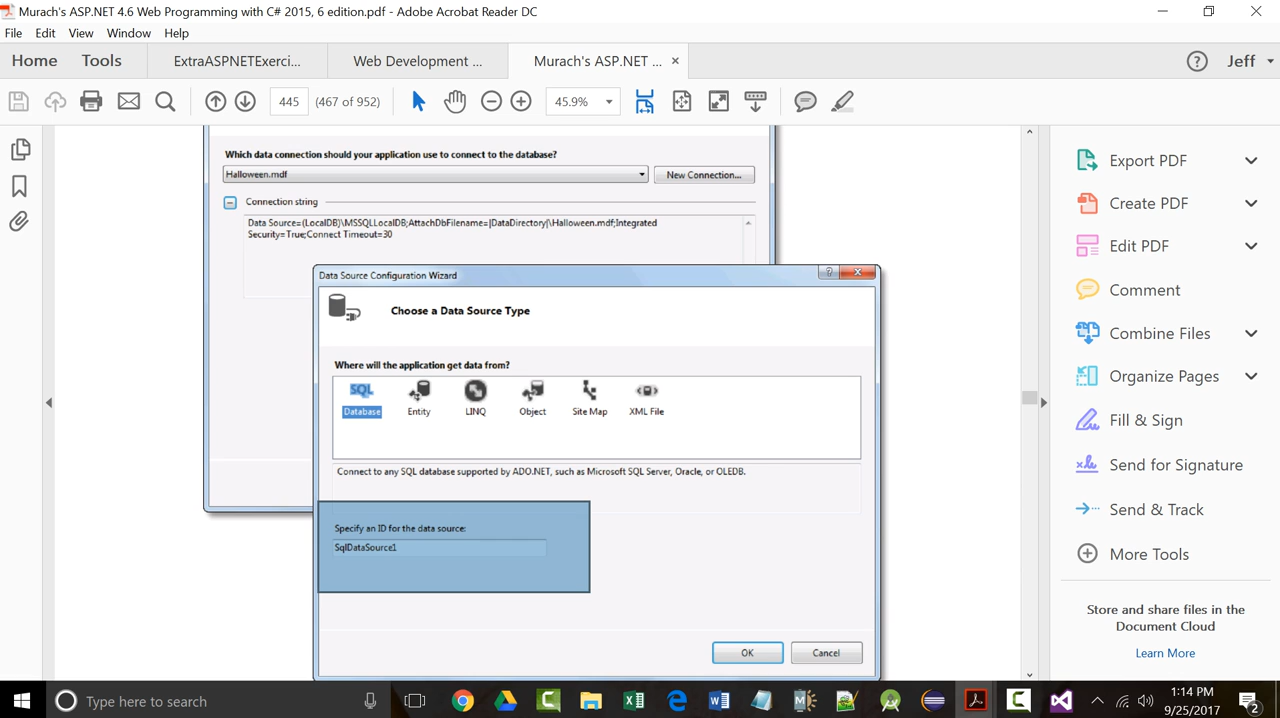 Murach's ASP.NET 4.6 Web Programming with C# 2015, 6 edition.pdf - Adobe Acrobat Reader DC
File Edit View Window Help
Home Tools ExtraASPNETExerci... Web Development ... Murach's ASP.NET ... ×
? Jeff
445 (467 of 952) 45.9%
Which data connection should your application use to connect to the database?
Halloween.mdf New Connection...
Connection string
Data Source=(LocalDB)\MSSQLLocalDB;AttachDbFilename=|DataDirectory|\Halloween.mdf;Integrated
Security=True;Connect Timeout=30
Data Source Configuration Wizard
Choose a Data Source Type
Where will the application get data from?
SQL
Database Entity LINQ Object Site Map XML File
Connect to any SQL database supported by ADO.NET, such as Microsoft SQL Server, Oracle, or OLEDB.
Specify an ID for the data source:
SqlDataSource1
OK Cancel
Export PDF
Create PDF
Edit PDF
Comment
Combine Files
Organize Pages
Fill & Sign
Send for Signature
Send & Track
More Tools
Store and share files in the
Document Cloud
Learn More
Type here to search
1:14 PM
9/25/2017
2